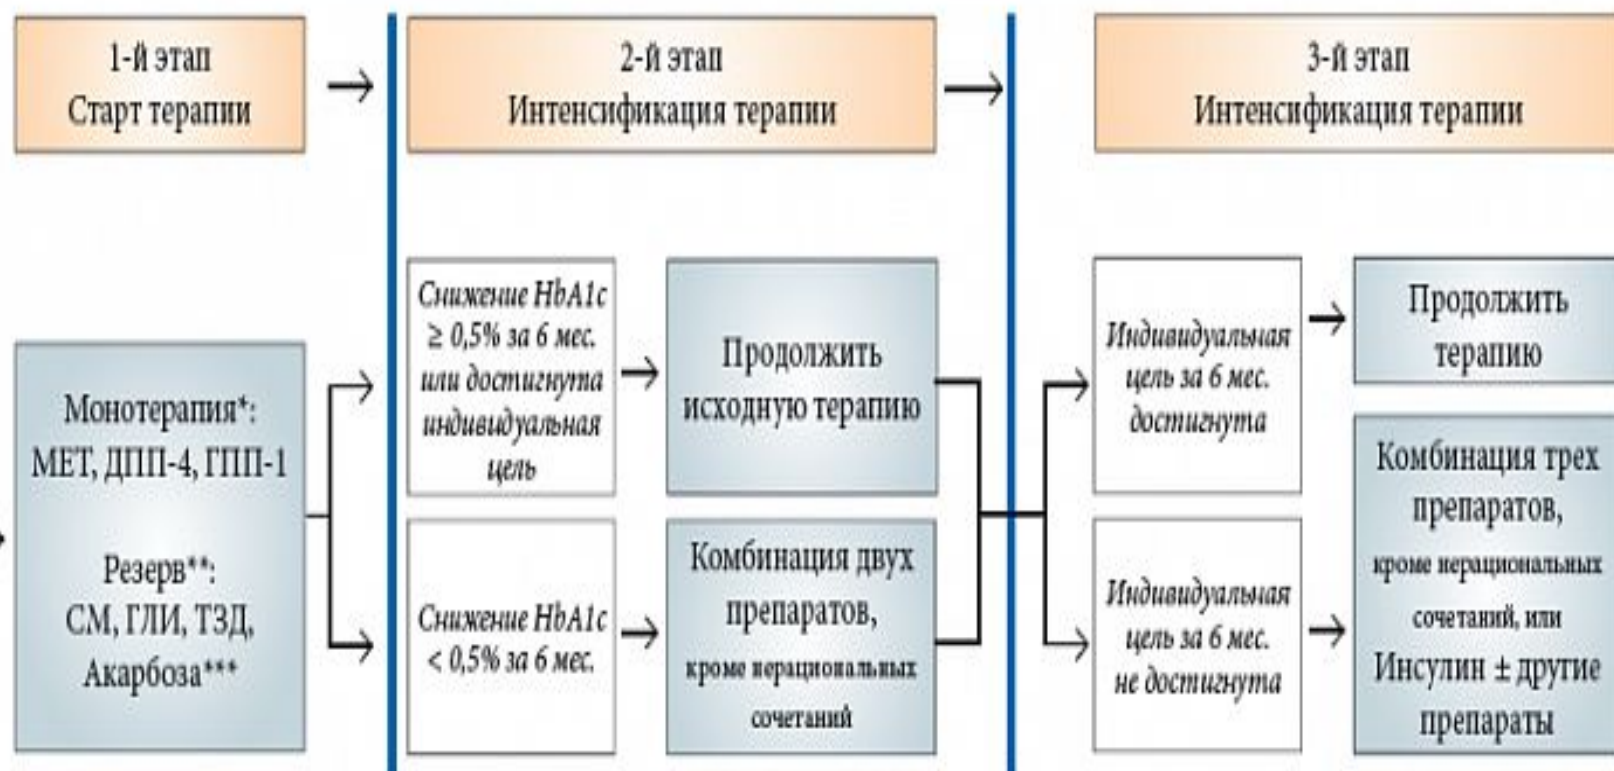 1-й этап
Старт терапии
2-й этап
Интенсификация терапии
3-й этап
Интенсификация терапии
Монотерапия*:
МЕТ, ДПП-4, ГПП-1
Резерв**:
СМ, ГЛИ, ТЗД,
Акарбоза***
Снижение HbA1c
≥ 0,5% за 6 мес.
или достигнута
индивидуальная
цель
Продолжить
исходную терапию
Снижение HbA1c
< 0,5% за 6 мес.
Комбинация двух
препаратов,
кроме нерациональных
сочетаний
Индивидуальная
цель за 6 мес.
достигнута
Продолжить
терапию
Индивидуальная
цель за 6 мес.
не достигнута
Комбинация трех
препаратов,
кроме нерациональных
сочетаний, или
Инсулин ± другие
препараты